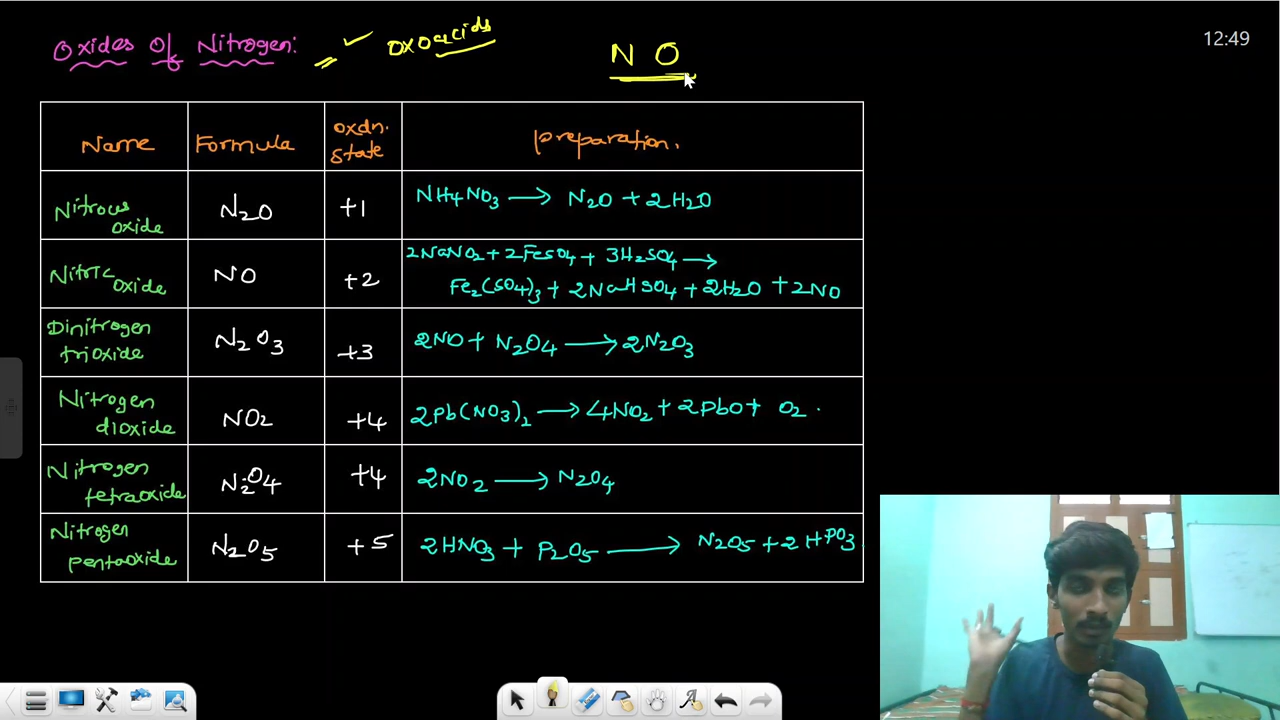 Oxides Of Nitrogen:
oxoacids
N O
12:49
Name
Formula
oxdn.
state
preparation.
Nitrous
oxide
N2O
+1
NH4NO3 → N2O + 2H2O
Nitric
oxide
NO
+2
2NaNO2 + 2FeSO4 + 3H2SO4 →
Fe2(SO4)3 + 2NaHSO4 + 2H2O + 2NO
Dinitrogen
trioxide
N2O3
+3
2NO + N2O4 → 2N2O3
Nitrogen
dioxide
NO2
+4
2Pb(NO3)2 → 4NO2 + 2PbO + O2.
Nitrogen
tetraoxide
N2O4
+4
2NO2 → N2O4
Nitrogen
pentaoxide
N2O5
+5
2HNO3 + P2O5 → N2O5 + 2HPO3